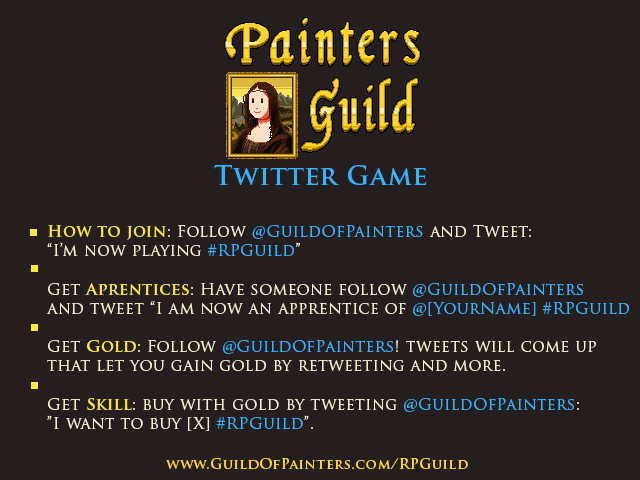 Painters
Guild
Twitter Game
How to join: Follow @GuildOfPainters and Tweet:
“I’m now playing #RPGuild”
Get Aprentices: Have someone follow @GuildOfPainters
and tweet “I am now an apprentice of @[YourName] #RPGuild
Get Gold: Follow @GuildOfPainters! tweets will come up
that let you gain gold by retweeting and more.
Get Skill: buy with gold by tweeting @GuildOfPainters:
”I want to buy [X] #RPGuild”.
www.GuildOfPainters.com/RPGuild